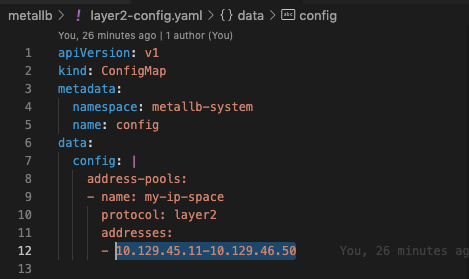 metallb > ! layer2-config.yaml > {} data > abc config
You, 26 minutes ago | 1 author (You)
1 apiVersion: v1
2 kind: ConfigMap
3 metadata:
4   namespace: metallb-system
5   name: config
6 data:
7   config: |
8     address-pools:
9     - name: my-ip-space
10       protocol: layer2
11       addresses:
12       - 10.129.45.11-10.129.46.50 You, 26 minutes ag
13